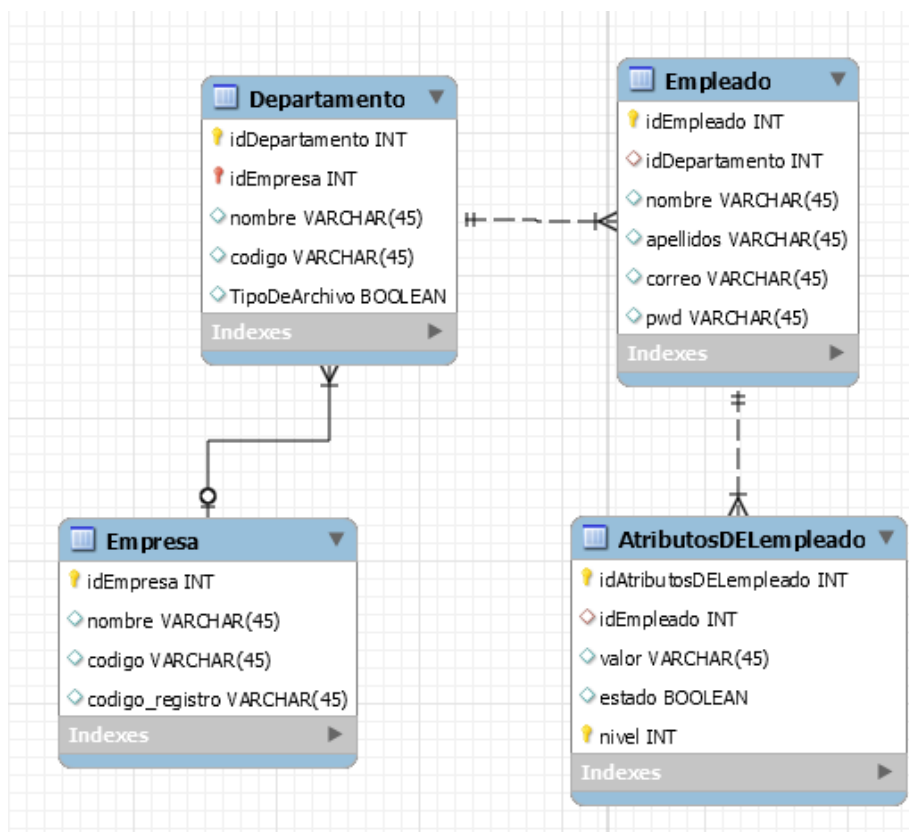 Departamento
idDepartamento INT
idEmpresa INT
nombre VARCHAR(45)
codigo VARCHAR(45)
TipoDeArchivo BOOLEAN
Indexes
Empleado
idEmpleado INT
idDepartamento INT
nombre VARCHAR(45)
apellidos VARCHAR(45)
correo VARCHAR(45)
pwd VARCHAR(45)
Indexes
Empresa
idEmpresa INT
nombre VARCHAR(45)
codigo VARCHAR(45)
codigo_registro VARCHAR(45)
Indexes
AtributosDELempleado
idAtributosDELempleado INT
idEmpleado INT
valor VARCHAR(45)
estado BOOLEAN
nivel INT
Indexes